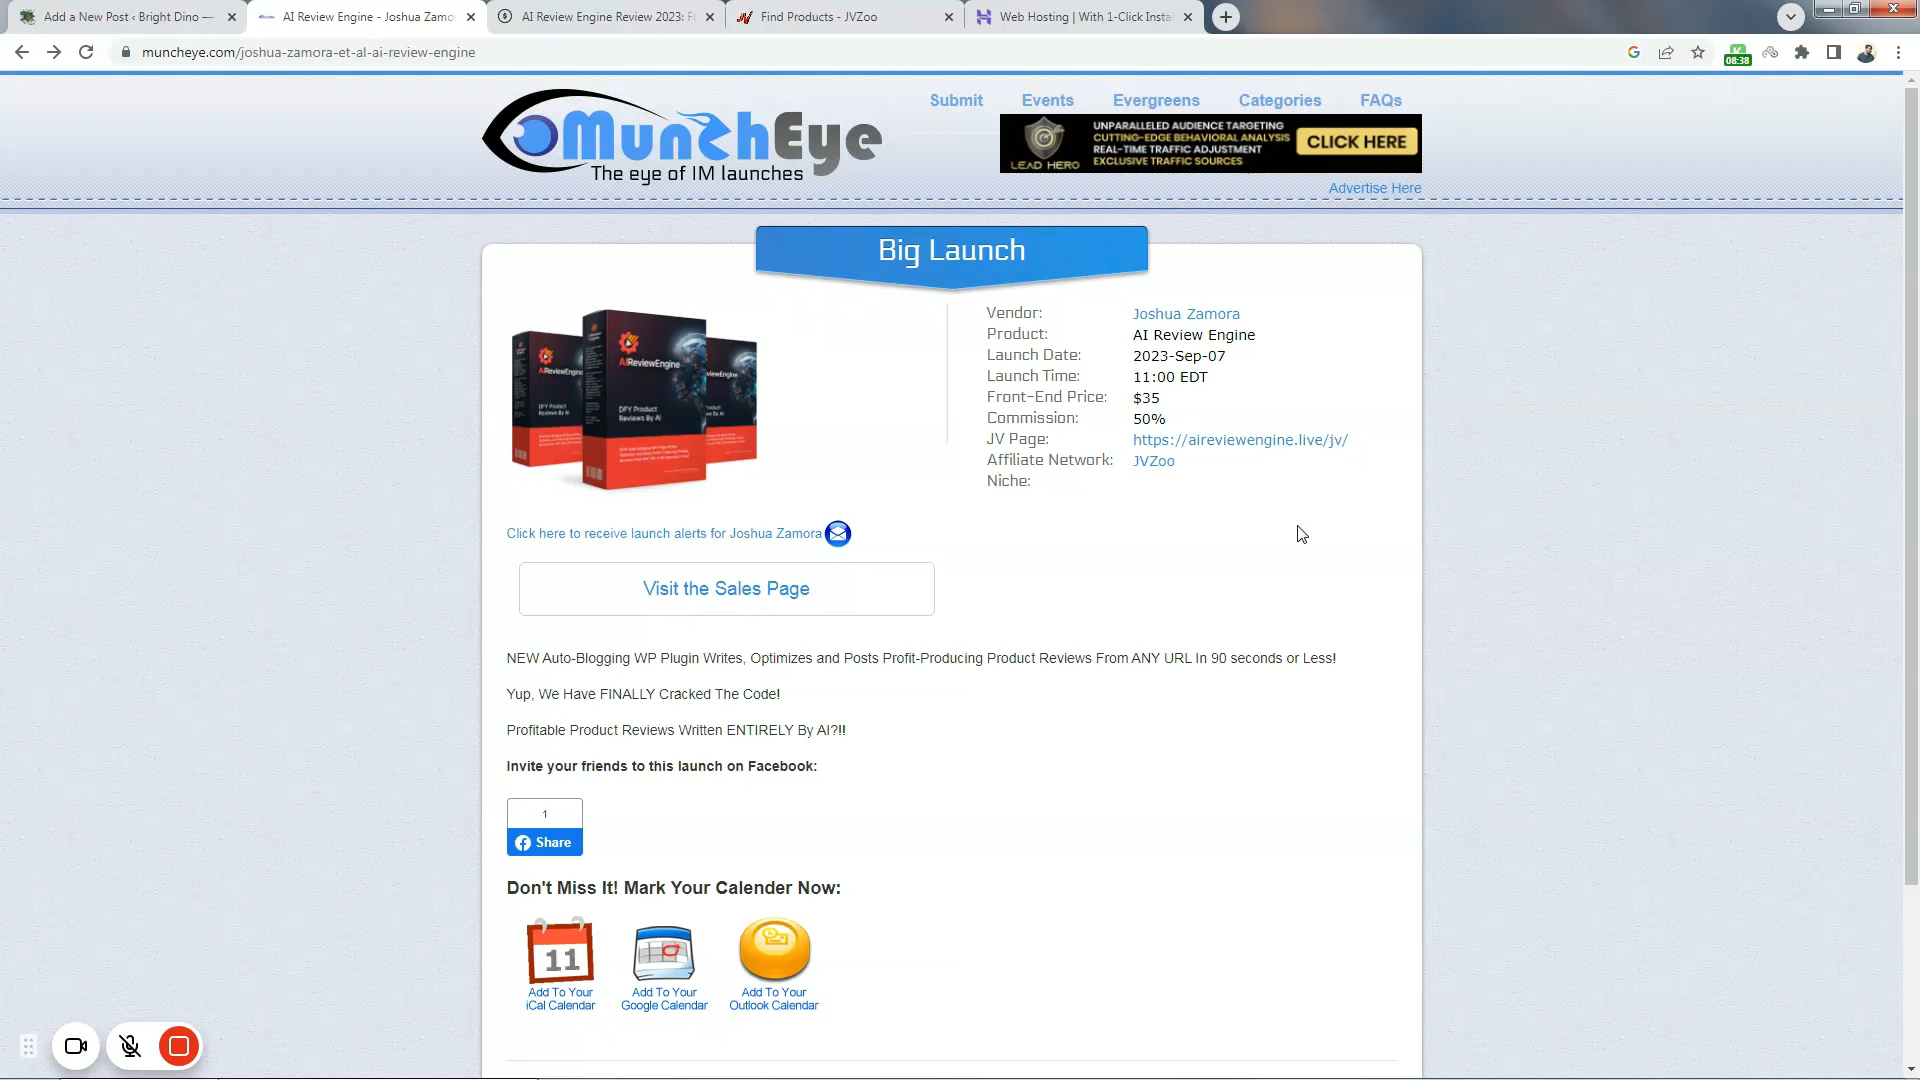 Add a New Post ‹ Bright Dino —
AI Review Engine - Joshua Zamo
AI Review Engine Review 2023: Fu
Find Products - JVZoo
Web Hosting | With 1-Click Insta
muncheye.com/joshua-zamora-et-al-ai-review-engine
08:38
Submit
Events
Evergreens
Categories
FAQs
MunchEye
The eye of IM launches
LEAD HERO
UNPARALLELED AUDIENCE TARGETING
CUTTING-EDGE BEHAVIORAL ANALYSIS
REAL-TIME TRAFFIC ADJUSTMENT
EXCLUSIVE TRAFFIC SOURCES
CLICK HERE
Advertise Here
Big Launch
AIReviewEngine
DFY Product
Reviews By AI
Vendor: Joshua Zamora
Product: AI Review Engine
Launch Date: 2023-Sep-07
Launch Time: 11:00 EDT
Front-End Price: $35
Commission: 50%
JV Page: https://aireviewengine.live/jv/
Affiliate Network: JVZoo
Niche:
Click here to receive launch alerts for Joshua Zamora
Visit the Sales Page
NEW Auto-Blogging WP Plugin Writes, Optimizes and Posts Profit-Producing Product Reviews From ANY URL In 90 seconds or Less!
Yup, We Have FINALLY Cracked The Code!
Profitable Product Reviews Written ENTIRELY By AI?!!
Invite your friends to this launch on Facebook:
1
Share
Don't Miss It! Mark Your Calender Now:
11
Add To Your
iCal Calendar
Add To Your
Google Calendar
Add To Your
Outlook Calendar